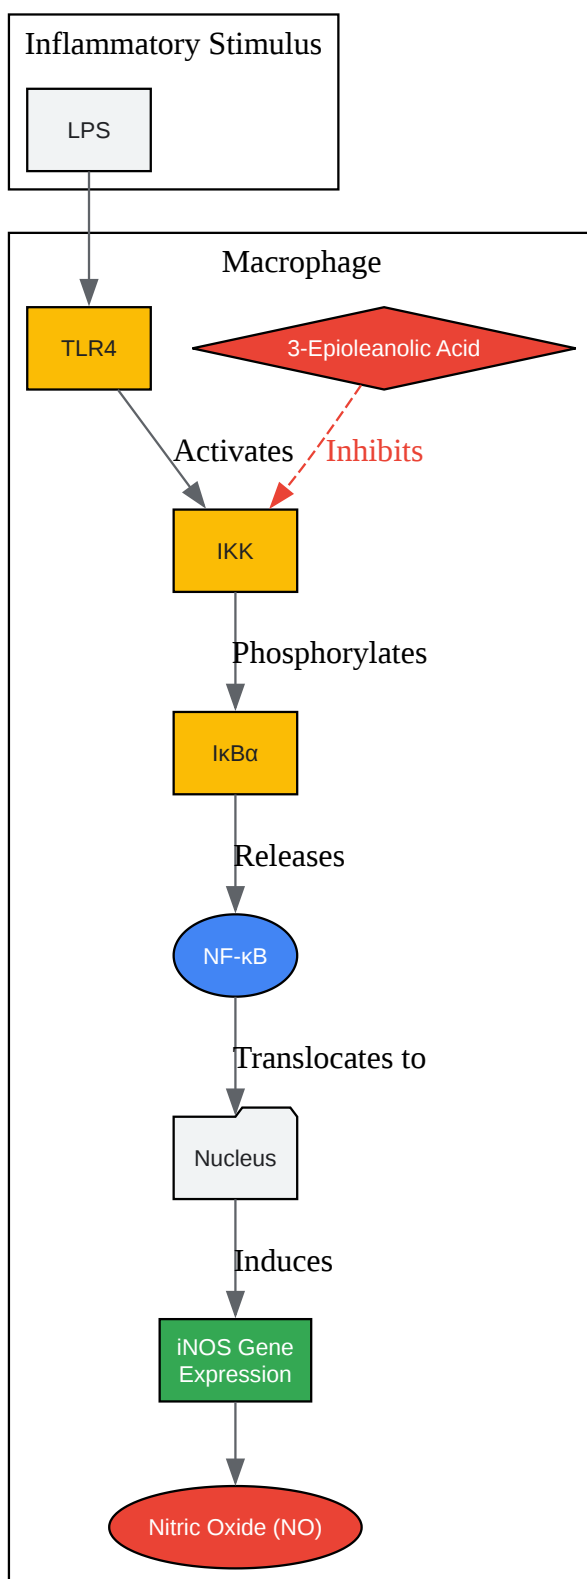 Inflammatory Stimulus
LPS
Macrophage
TLR4
3-Epioleanolic Acid
Activates
Inhibits
IKK
Phosphorylates
IκBα
Releases
NF-κB
Translocates to
Nucleus
Induces
iNOS Gene
Expression
Nitric Oxide (NO)